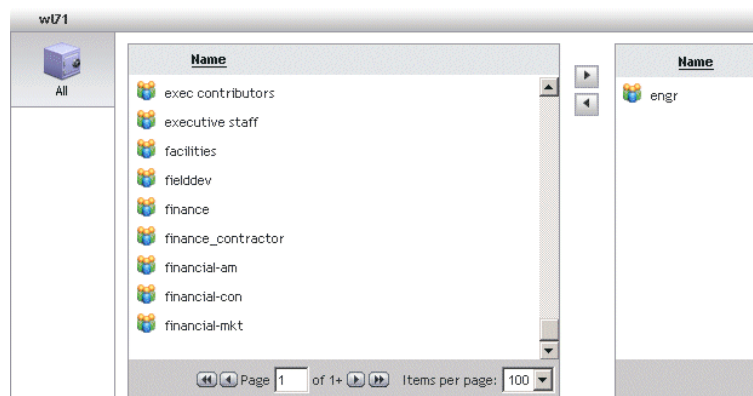 wl71
All
Name
exec contributors
executive staff
facilities
fielddev
finance
finance_contractor
financial-am
financial-con
financial-mkt
Page 1 of 1+ Items per page: 100
Name
engr